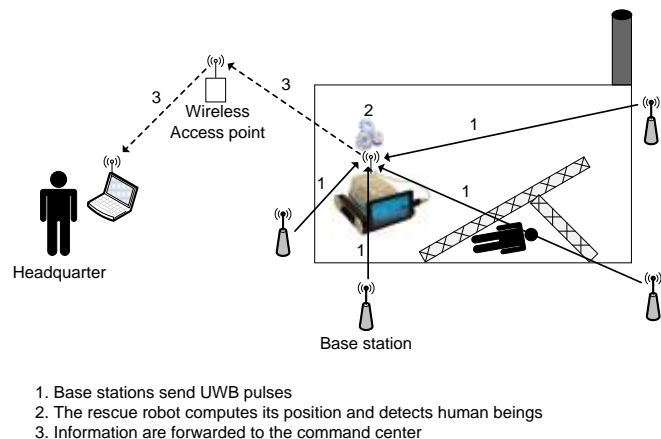 3
3
Wireless
Access point
2
1
1
1
1
Headquarter
Base station
1. Base stations send UWB pulses
2. The rescue robot computes its position and detects human beings
3. Information are forwarded to the command center